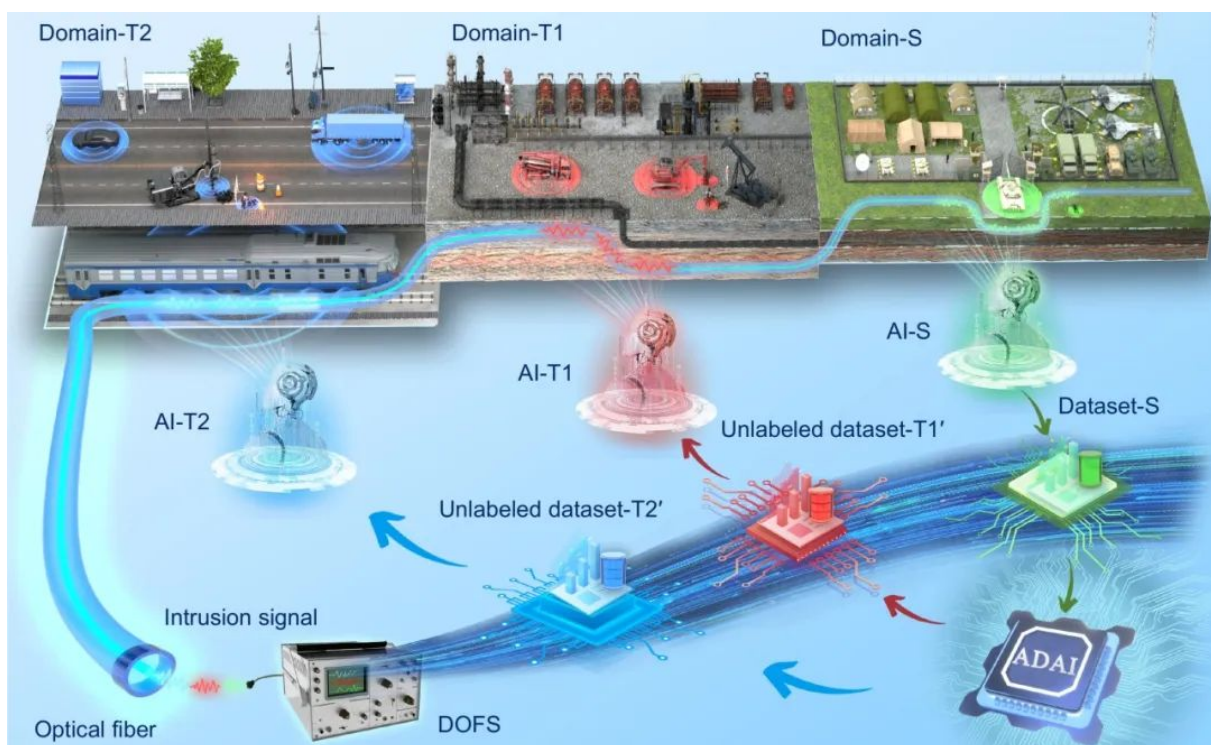 Domain-T2
Domain-T1
Domain-S
AI-S
AI-T1
AI-T2
Dataset-S
Unlabeled dataset-T1′
Unlabeled dataset-T2′
Intrusion signal
ADAI
DOFS
Optical fiber